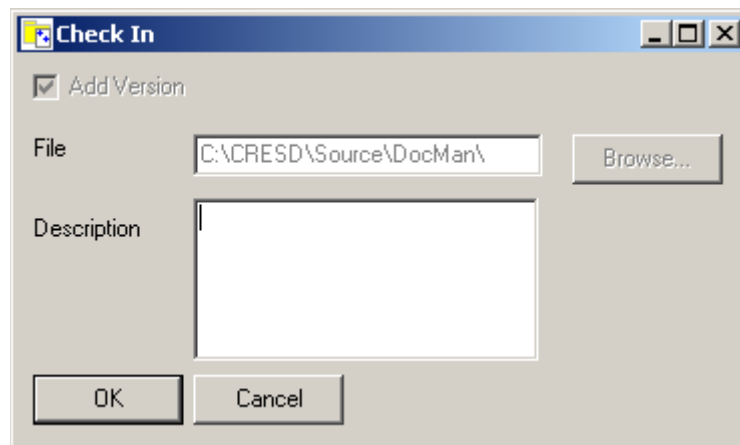 Check In
Add Version
File C:\CRESD\Source\DocMan\ Browse...
Description
OK Cancel